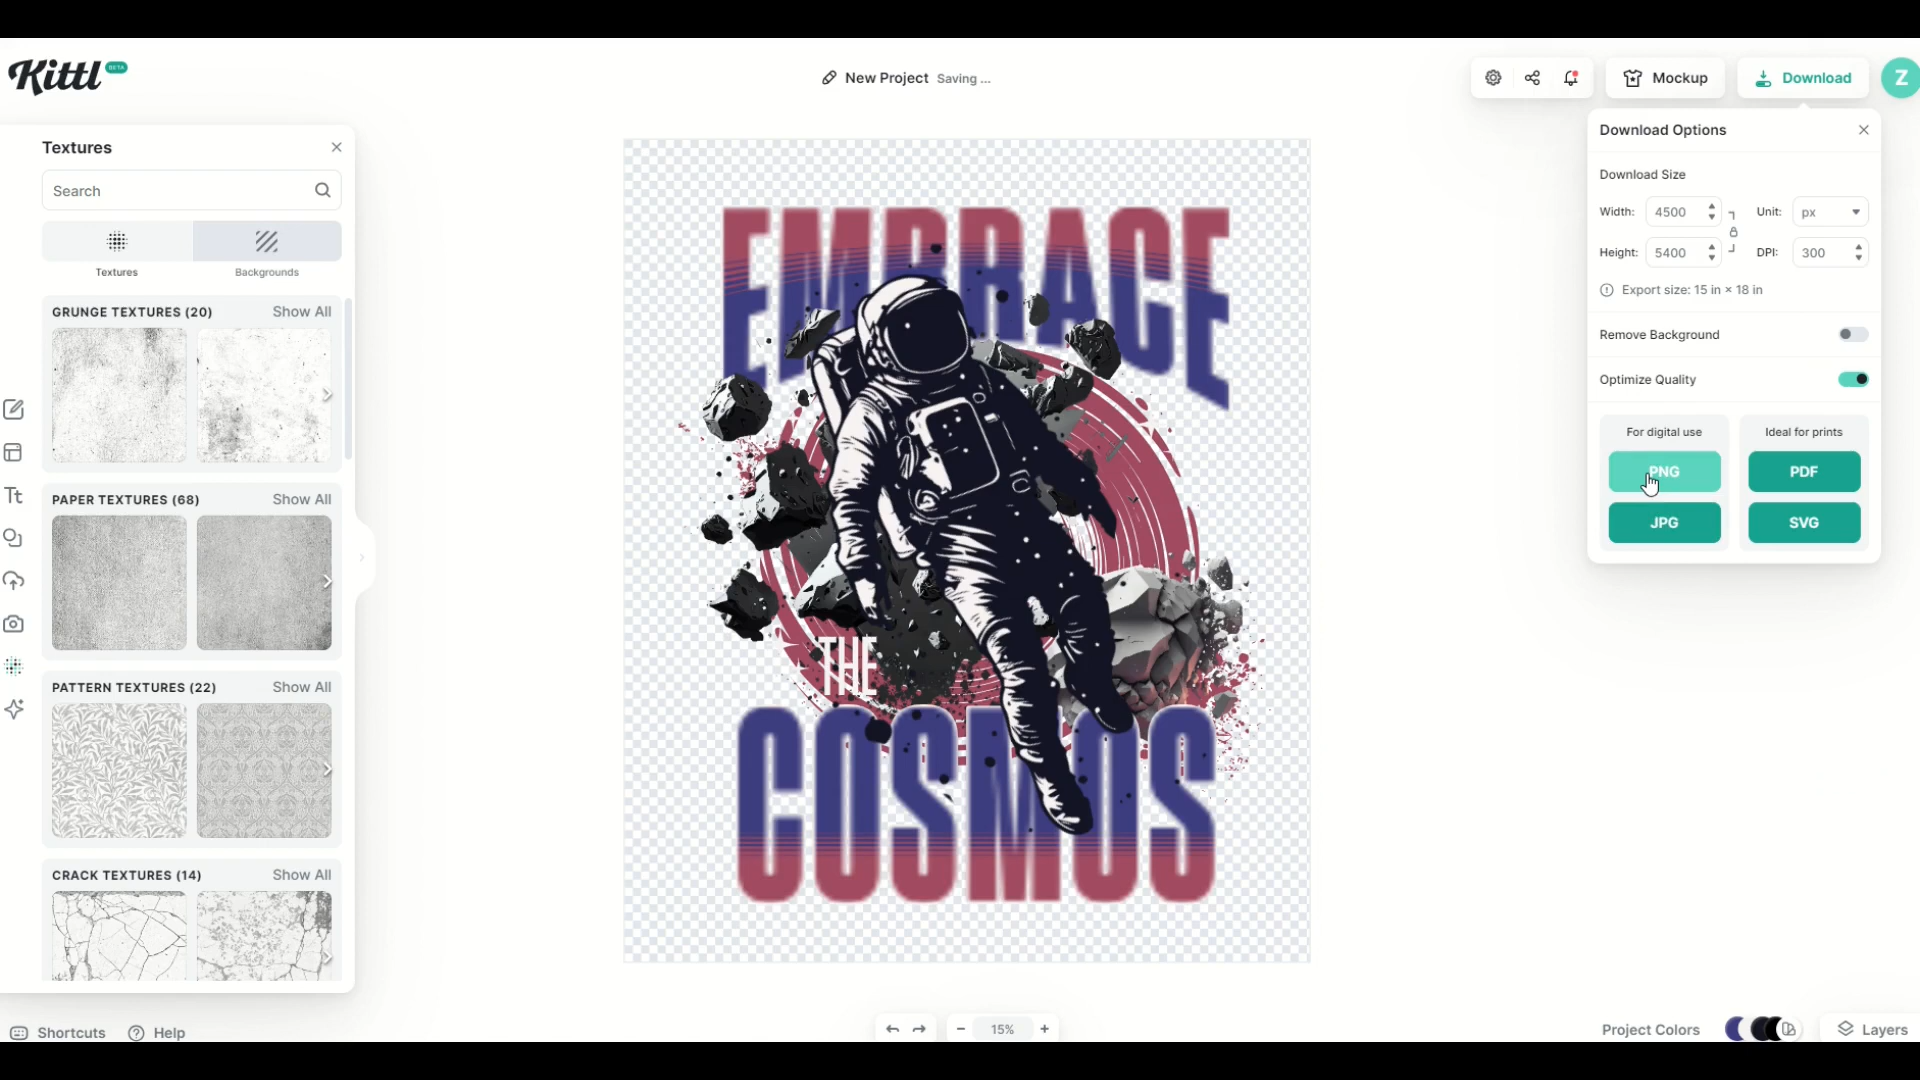 Kittl BETA
New Project Saving ...
Mockup
Download
Z
Textures
Search
Textures
Backgrounds
GRUNGE TEXTURES (20) Show All
PAPER TEXTURES (68) Show All
PATTERN TEXTURES (22) Show All
CRACK TEXTURES (14) Show All
Shortcuts
Help
EMBRACE
THE
COSMOS
15%
Download Options
Download Size
Width: 4500 Unit: px
Height: 5400 DPI: 300
Export size: 15 in × 18 in
Remove Background
Optimize Quality
For digital use
Ideal for prints
PNG
PDF
JPG
SVG
Project Colors
Layers